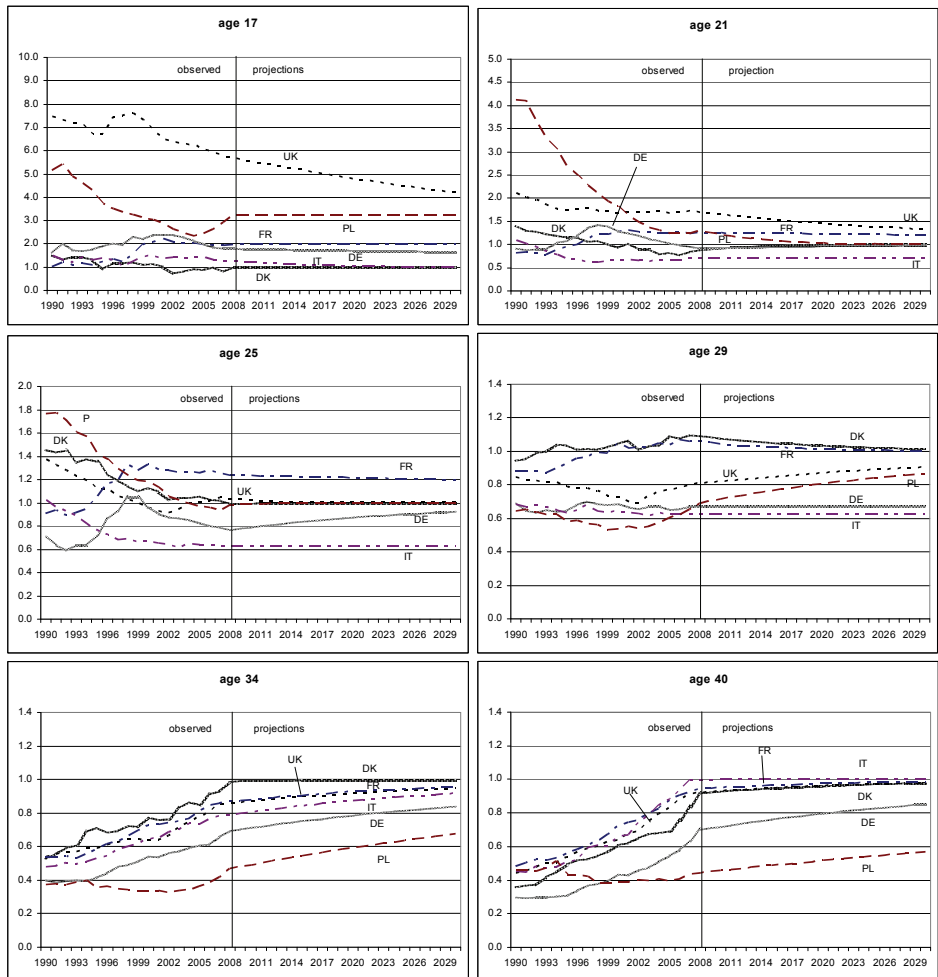 age 17
observed projections
10.0
9.0
8.0
7.0
6.0
5.0
4.0
3.0
2.0
1.0
0.0
UK
PL
FR
DE
IT
DK
1990 1993 1996 1999 2002 2005 2008 2011 2014 2017 2020 2023 2026 2029
age 21
observed projection
5.0
4.5
4.0
3.5
3.0
2.5
2.0
1.5
1.0
0.5
0.0
DE
UK
DK
FR
PL
IT
1990 1993 1996 1999 2002 2005 2008 2011 2014 2017 2020 2023 2026 2029
age 25
observed projections
2.0
1.8
1.6
1.4
1.2
1.0
0.8
0.6
0.4
0.2
0.0
P
DK
FR
UK
DE
IT
1990 1993 1996 1999 2002 2005 2008 2011 2014 2017 2020 2023 2026 2029
age 29
observed projections
1.4
1.2
1.0
0.8
0.6
0.4
0.2
0.0
DK
FR
UK
PL
DE
IT
1990 1993 1996 1999 2002 2005 2008 2011 2014 2017 2020 2023 2026 2029
age 34
observed projections
1.4
1.2
1.0
0.8
0.6
0.4
0.2
0.0
UK
DK
FR
IT
DE
PL
1990 1993 1996 1999 2002 2005 2008 2011 2014 2017 2020 2023 2026 2029
age 40
observed projections
1.4
1.2
1.0
0.8
0.6
0.4
0.2
0.0
FR
IT
UK
DK
DE
PL
1990 1993 1996 1999 2002 2005 2008 2011 2014 2017 2020 2023 2026 2029